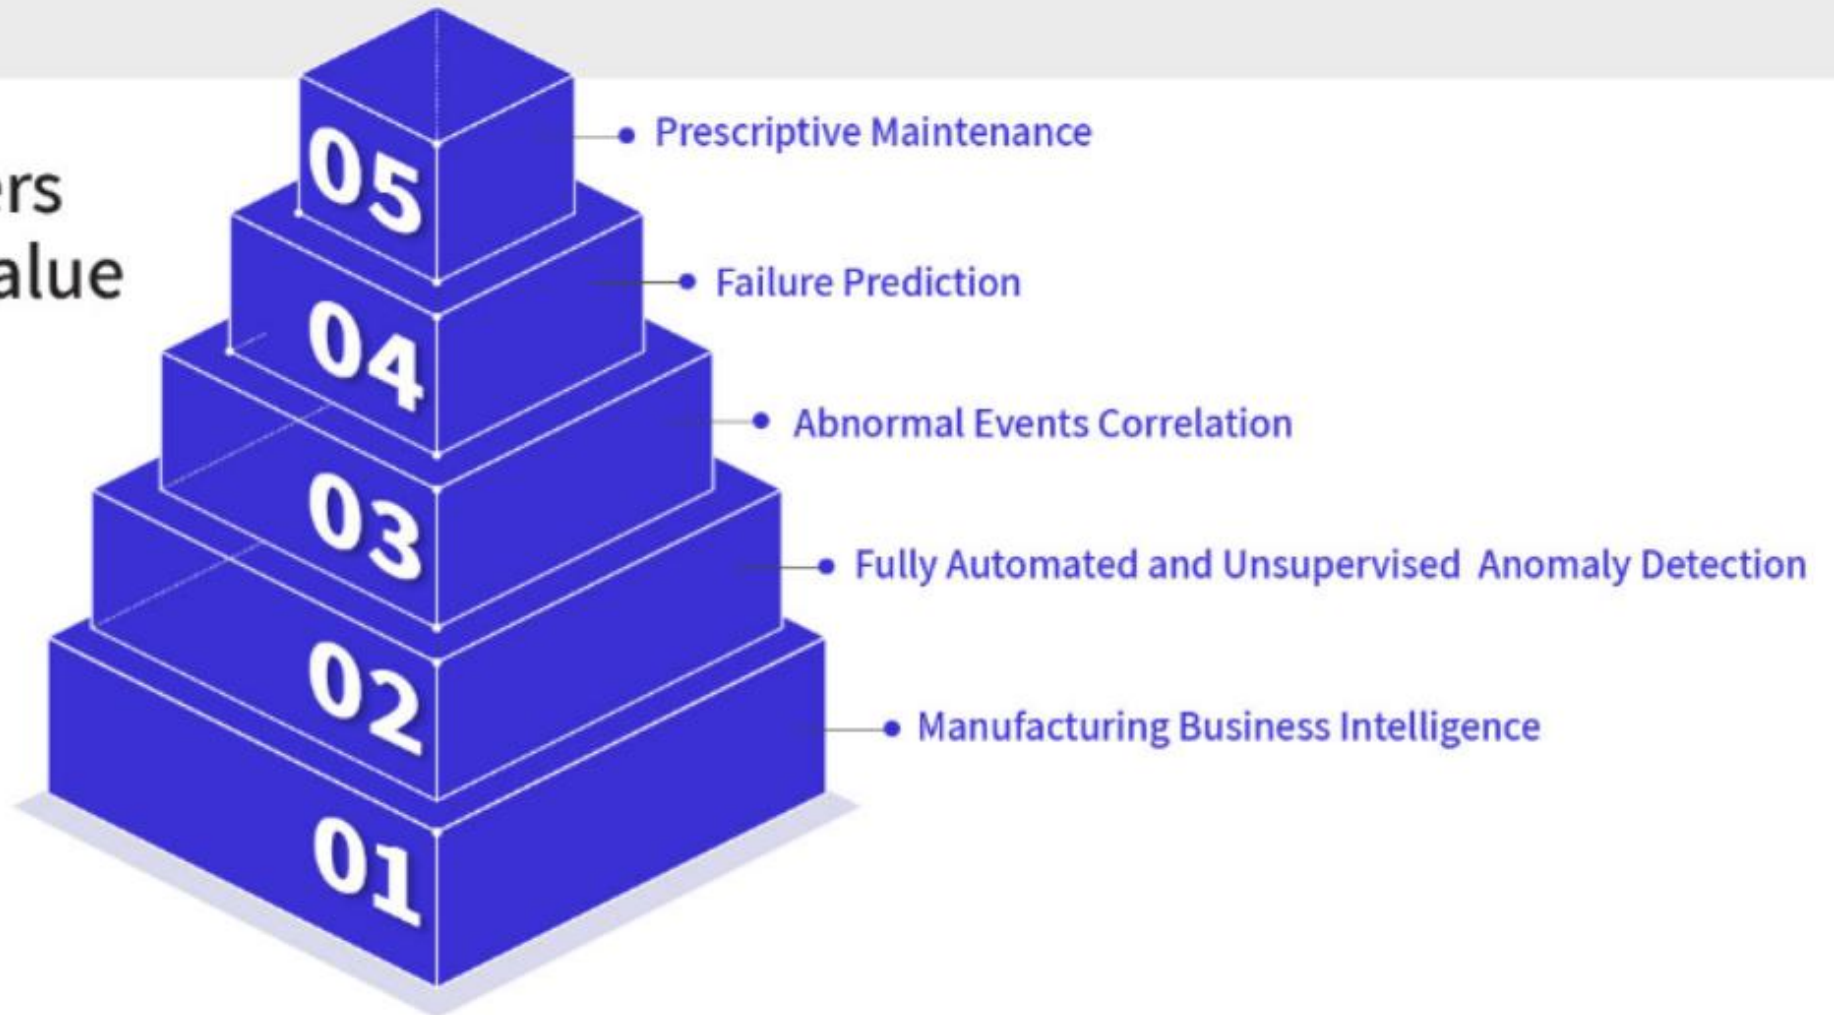 ers
alue
05
Prescriptive Maintenance
04
Failure Prediction
03
Abnormal Events Correlation
02
Fully Automated and Unsupervised  Anomaly Detection
01
Manufacturing Business Intelligence